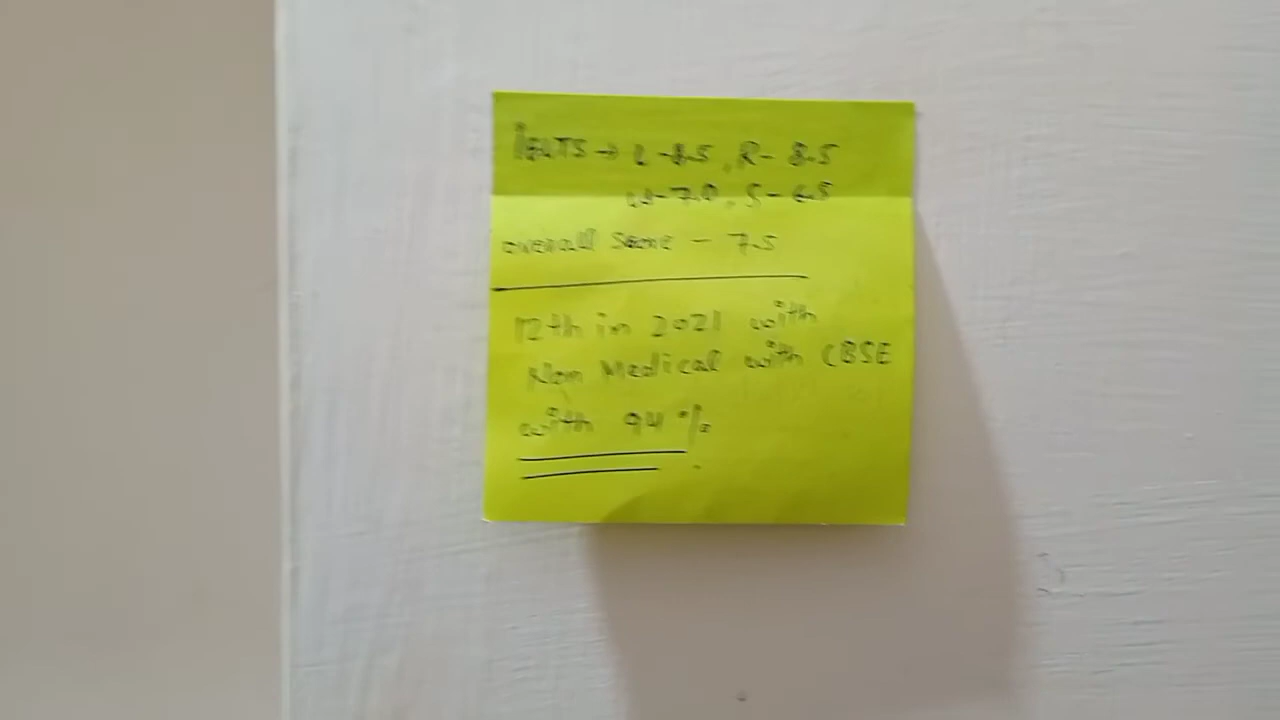 IELTS → L-8.5, R-8.5
W-7.0, S-6.5
overall score - 7.5
12th in 2021 with
Non Medical with CBSE
with 94%